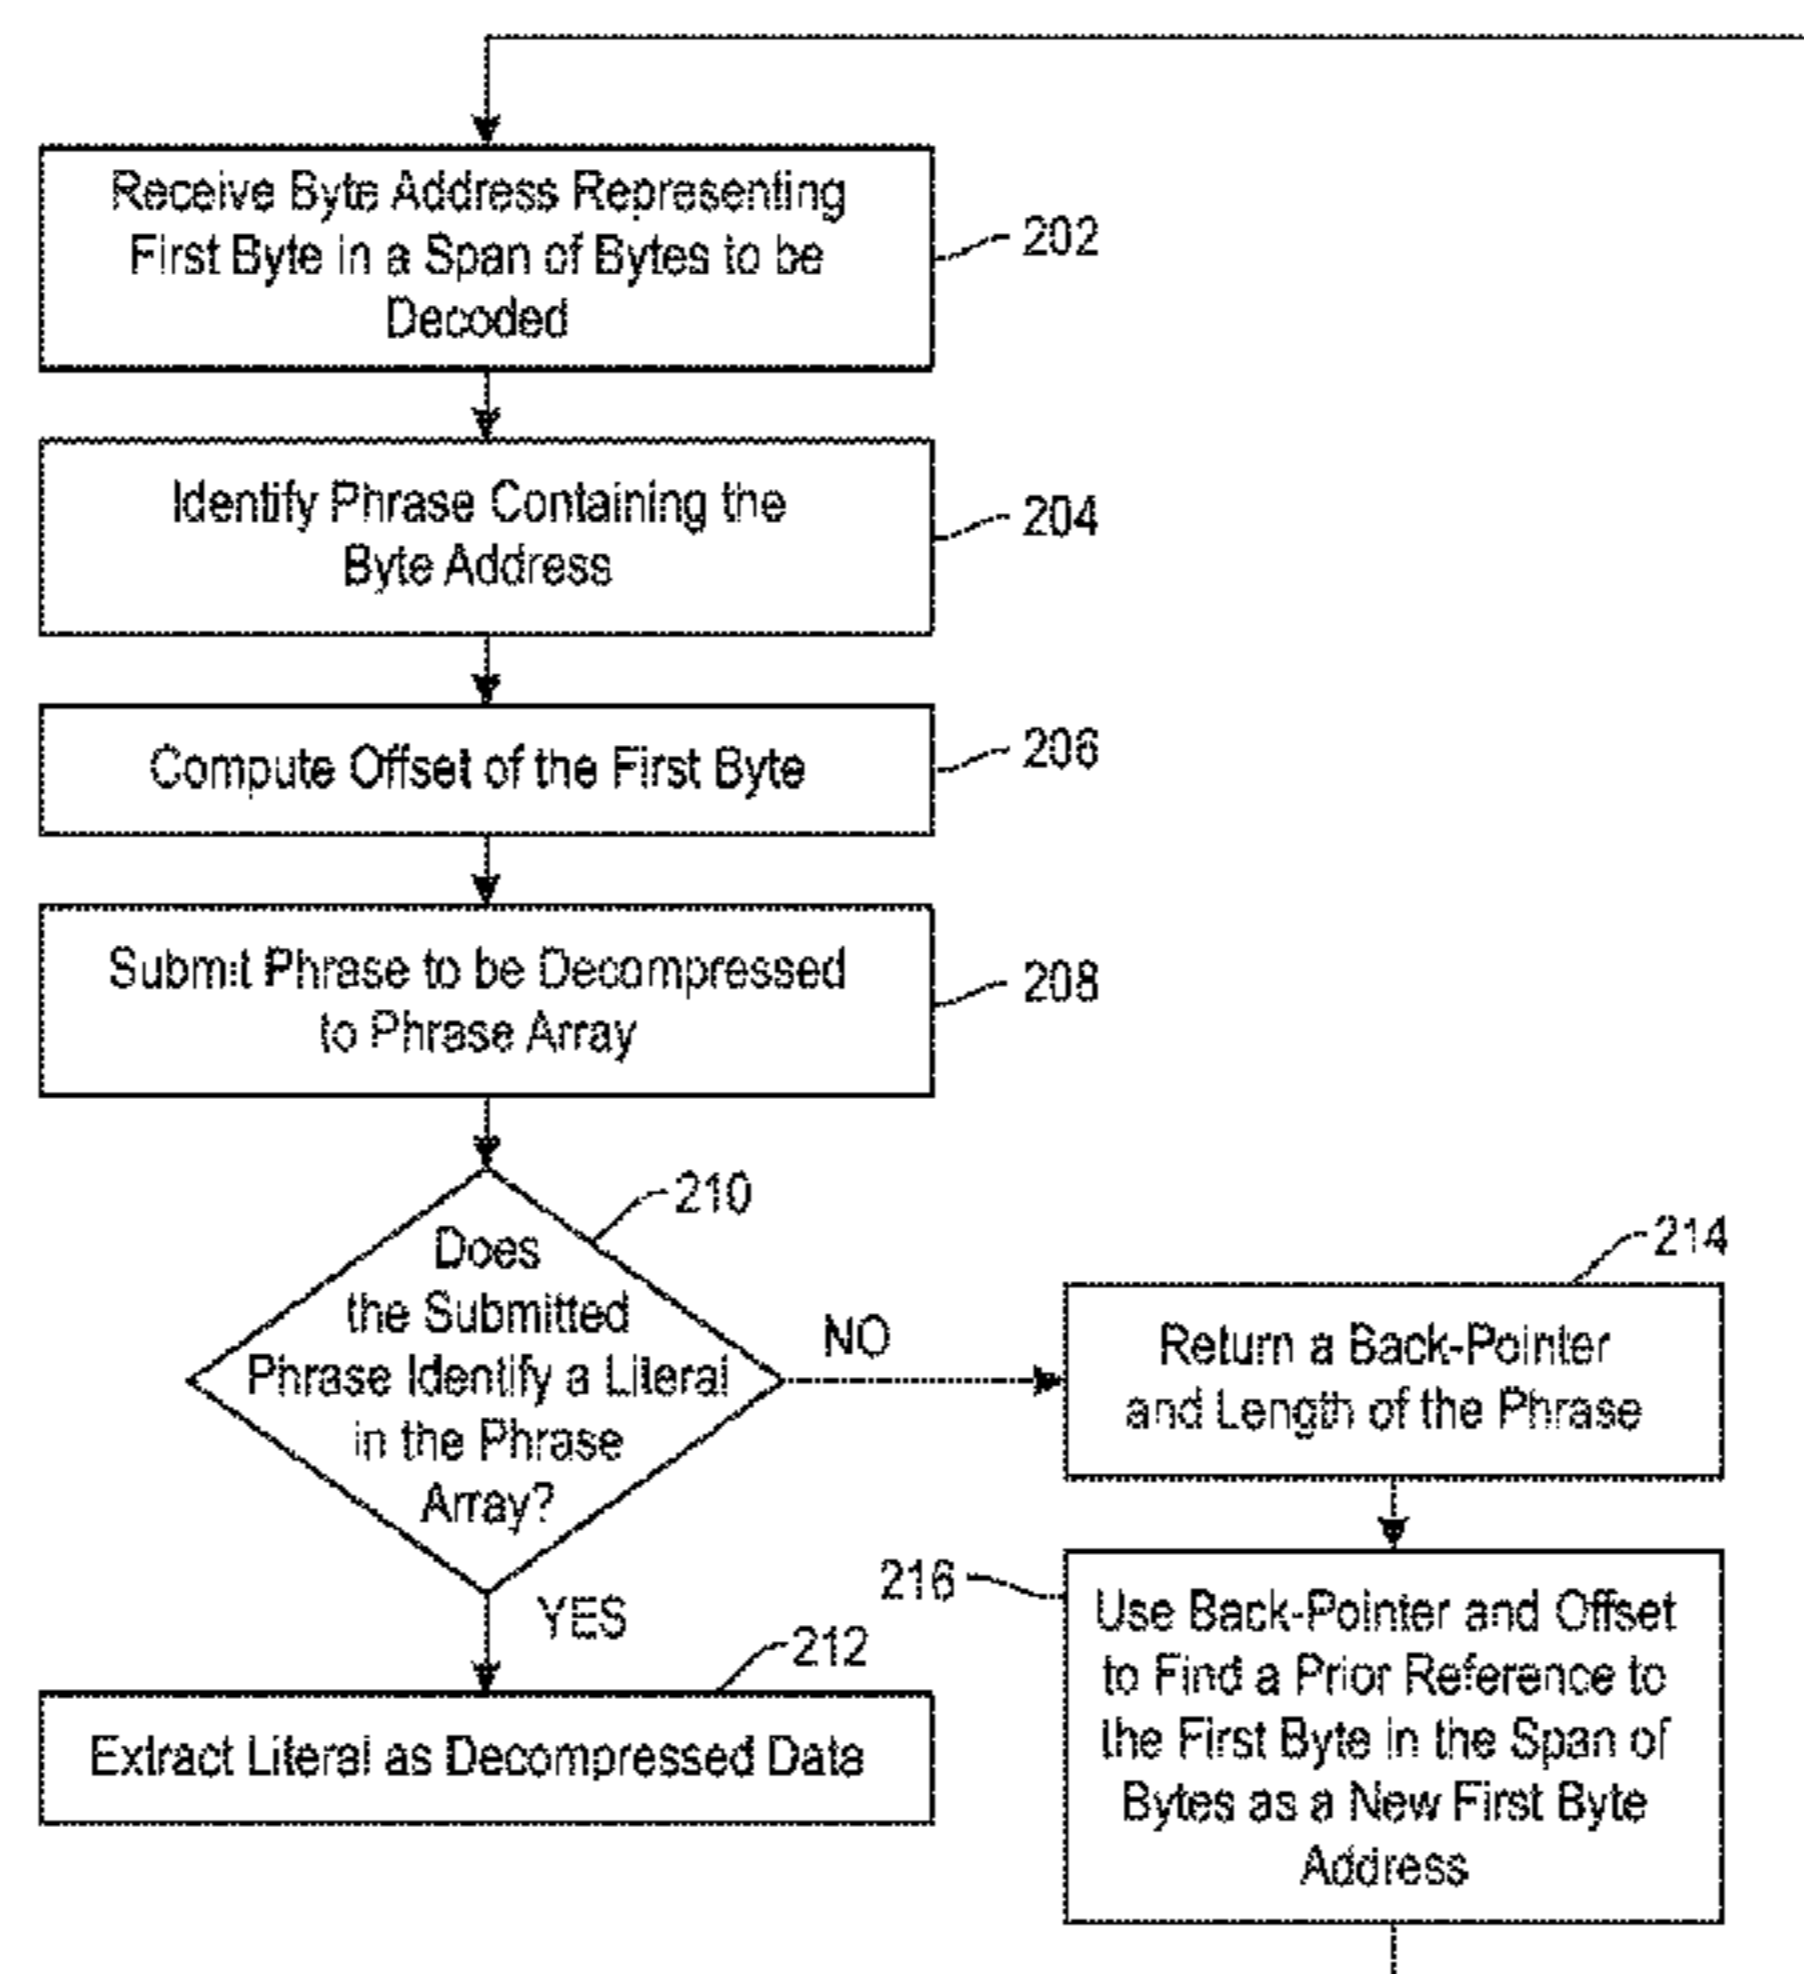 Receive Byte Address Representing
First Byte in a Span of Bytes to be
Decoded
202
Identify Phrase Containing the
Byte Address
204
Compute Offset of the First Byte
206
Submit Phrase to be Decompressed
to Phrase Array
208
210
Does
the Submitted
Phrase Identify a Literal
in the Phrase
Array?
NO
YES
212
Extract Literal as Decompressed Data
214
Return a Back-Pointer
and Length of the Phrase
216
Use Back-Pointer and Offset
to Find a Prior Reference to
the First Byte in the Span of
Bytes as a New First Byte
Address